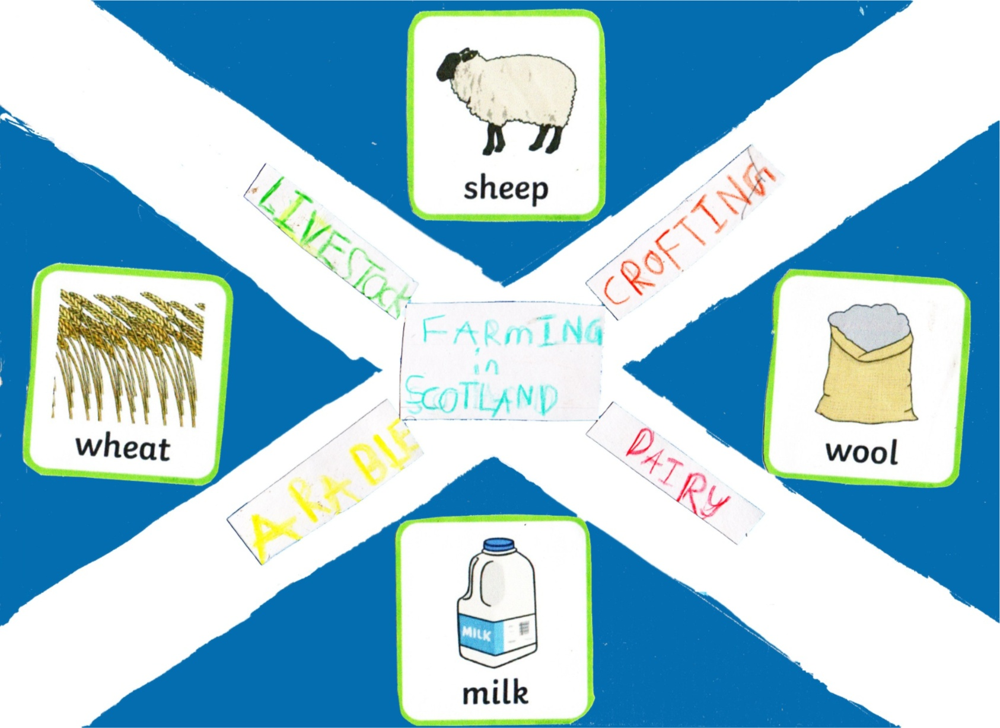 sheep
LIVESTOCK
CROFTING
wheat
FARmING
in
SCOTLAND
wool
ARABLE
DAIRY
MILK
milk